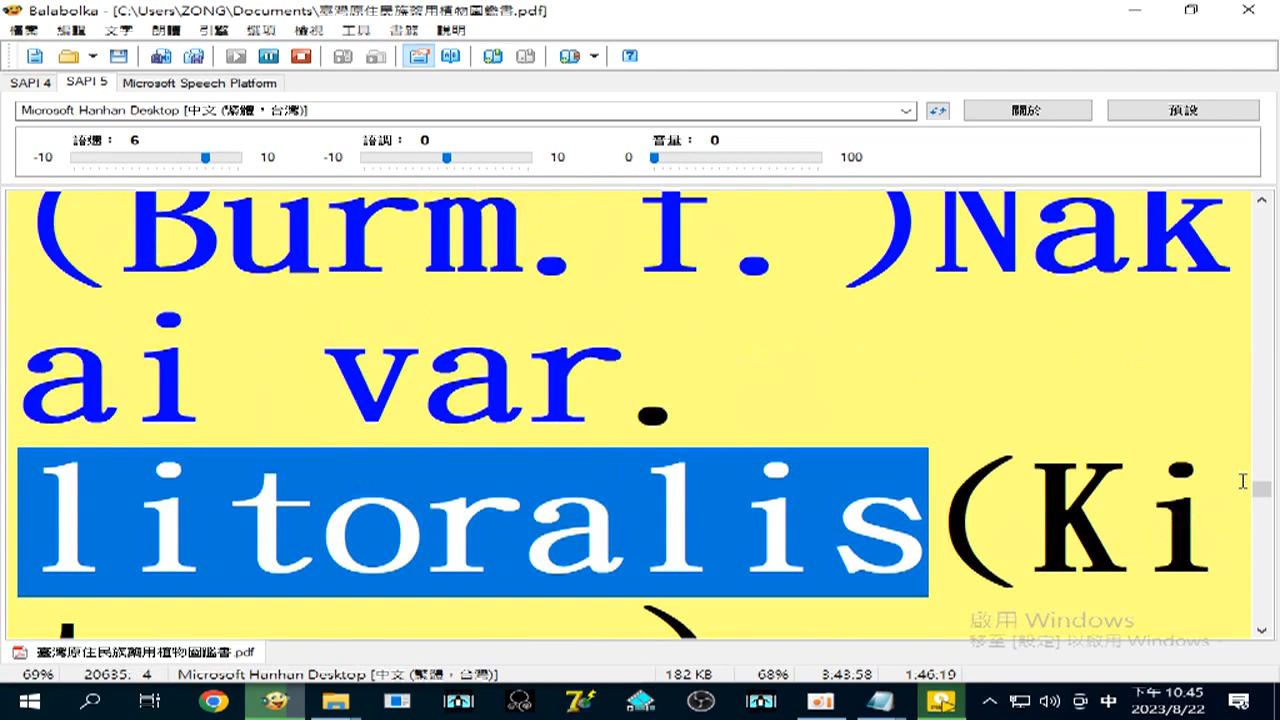 Balabolka - [C:\Users\ZONG\Documents\臺灣原住民族藥用植物圖鑑書.pdf]
檔案 編輯 文字 朗讀 引擎 選項 檢視 工具 書籤 說明
SAPI 4 SAPI 5 Microsoft Speech Platform
Microsoft Hanhan Desktop [中文 (繁體，台灣)] 關於 預設
語速： 6 語調： 0 音量： 0
-10 10 -10 10 0 100
(Burm. f. )Nak
ai var.
litoralis(Ki
啟用 Windows
移至 [設定] 以啟用 Windows。
臺灣原住民族藥用植物圖鑑書.pdf
69% 20635: 4 Microsoft Hanhan Desktop [中文 (繁體，台灣)] 182 KB 68% 3.43.58 1.46.19
中 下午 10.45
2023/8/22